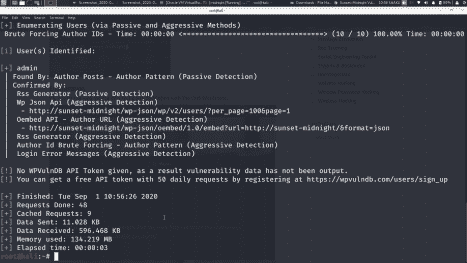 File Edit View Search Terminal Help
[+] Enumerating Users (via Passive and Aggressive Methods)
Brute Forcing Author IDs - Time: 00:00:00 <==================================> (10 / 10) 100.00% Time: 00:00:00
[i] User(s) Identified:
[+] admin
| Found By: Author Posts - Author Pattern (Passive Detection)
| Confirmed By:
|  Rss Generator (Passive Detection)
|  Wp Json Api (Aggressive Detection)
|   - http://sunset-midnight/wp-json/wp/v2/users/?per_page=100&page=1
|  Oembed API - Author URL (Aggressive Detection)
|   - http://sunset-midnight/wp-json/oembed/1.0/embed?url=http://sunset-midnight/&format=json
|  Rss Generator (Aggressive Detection)
|  Author Id Brute Forcing - Author Pattern (Aggressive Detection)
|  Login Error Messages (Aggressive Detection)
[!] No WPVulnDB API Token given, as a result vulnerability data has not been output.
[!] You can get a free API token with 50 daily requests by registering at https://wpvulndb.com/users/sign_up
[+] Finished: Tue Sep  1 10:56:26 2020
[+] Requests Done: 48
[+] Cached Requests: 9
[+] Data Sent: 11.028 KB
[+] Data Received: 596.468 KB
[+] Memory used: 134.219 MB
[+] Elapsed time: 00:00:03
root@kali:~#